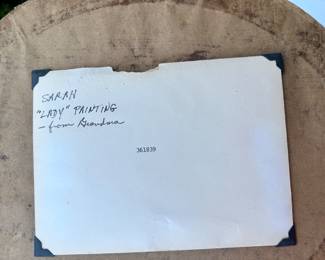 SARAH
"LADY" PAINTING
- from Grandma
361839